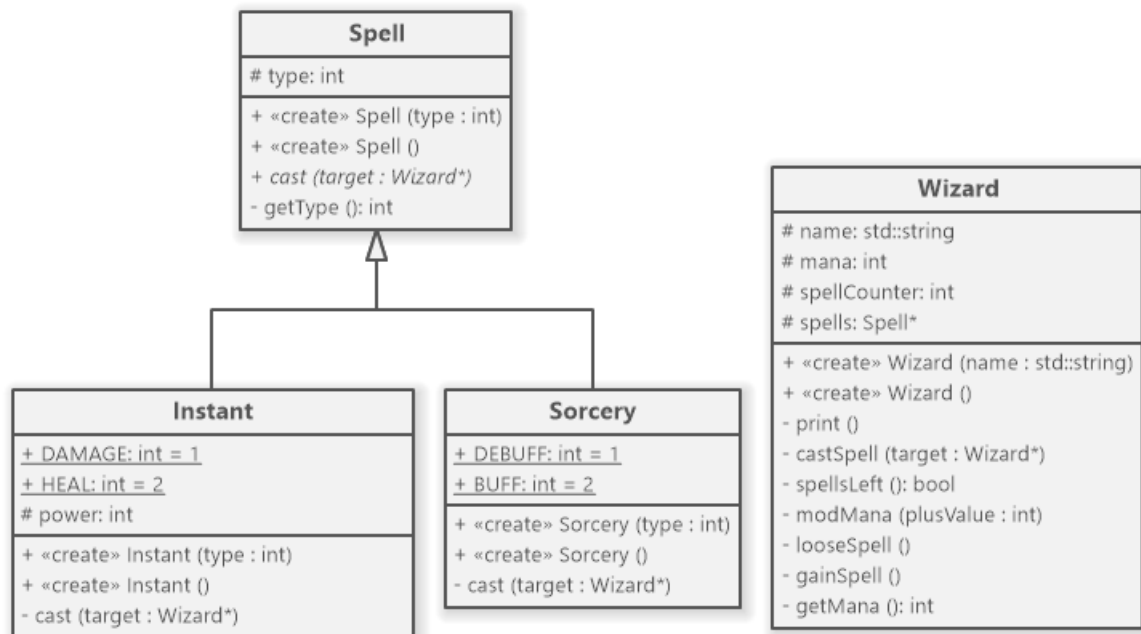 Spell
# type: int
+ «create» Spell (type : int)
+ «create» Spell ()
+ cast (target : Wizard*)
- getType (): int
Instant
+ DAMAGE: int = 1
+ HEAL: int = 2
# power: int
+ «create» Instant (type : int)
+ «create» Instant ()
- cast (target : Wizard*)
Sorcery
+ DEBUFF: int = 1
+ BUFF: int = 2
+ «create» Sorcery (type : int)
+ «create» Sorcery ()
- cast (target : Wizard*)
Wizard
# name: std::string
# mana: int
# spellCounter: int
# spells: Spell*
+ «create» Wizard (name : std::string)
+ «create» Wizard ()
- print ()
- castSpell (target : Wizard*)
- spellsLeft (): bool
- modMana (plusValue : int)
- looseSpell ()
- gainSpell ()
- getMana (): int